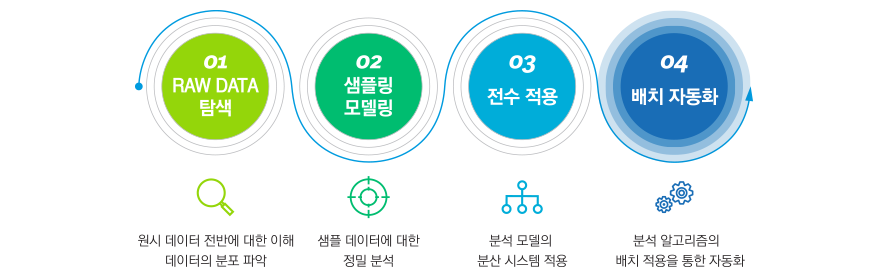 01
RAW DATA
탐색
02
샘플링
모델링
03
전수 적용
04
배치 자동화
원시 데이터 전반에 대한 이해
데이터의 분포 파악
샘플 데이터에 대한
정밀 분석
분석 모델의
분산 시스템 적용
분석 알고리즘의
배치 적용을 통한 자동화